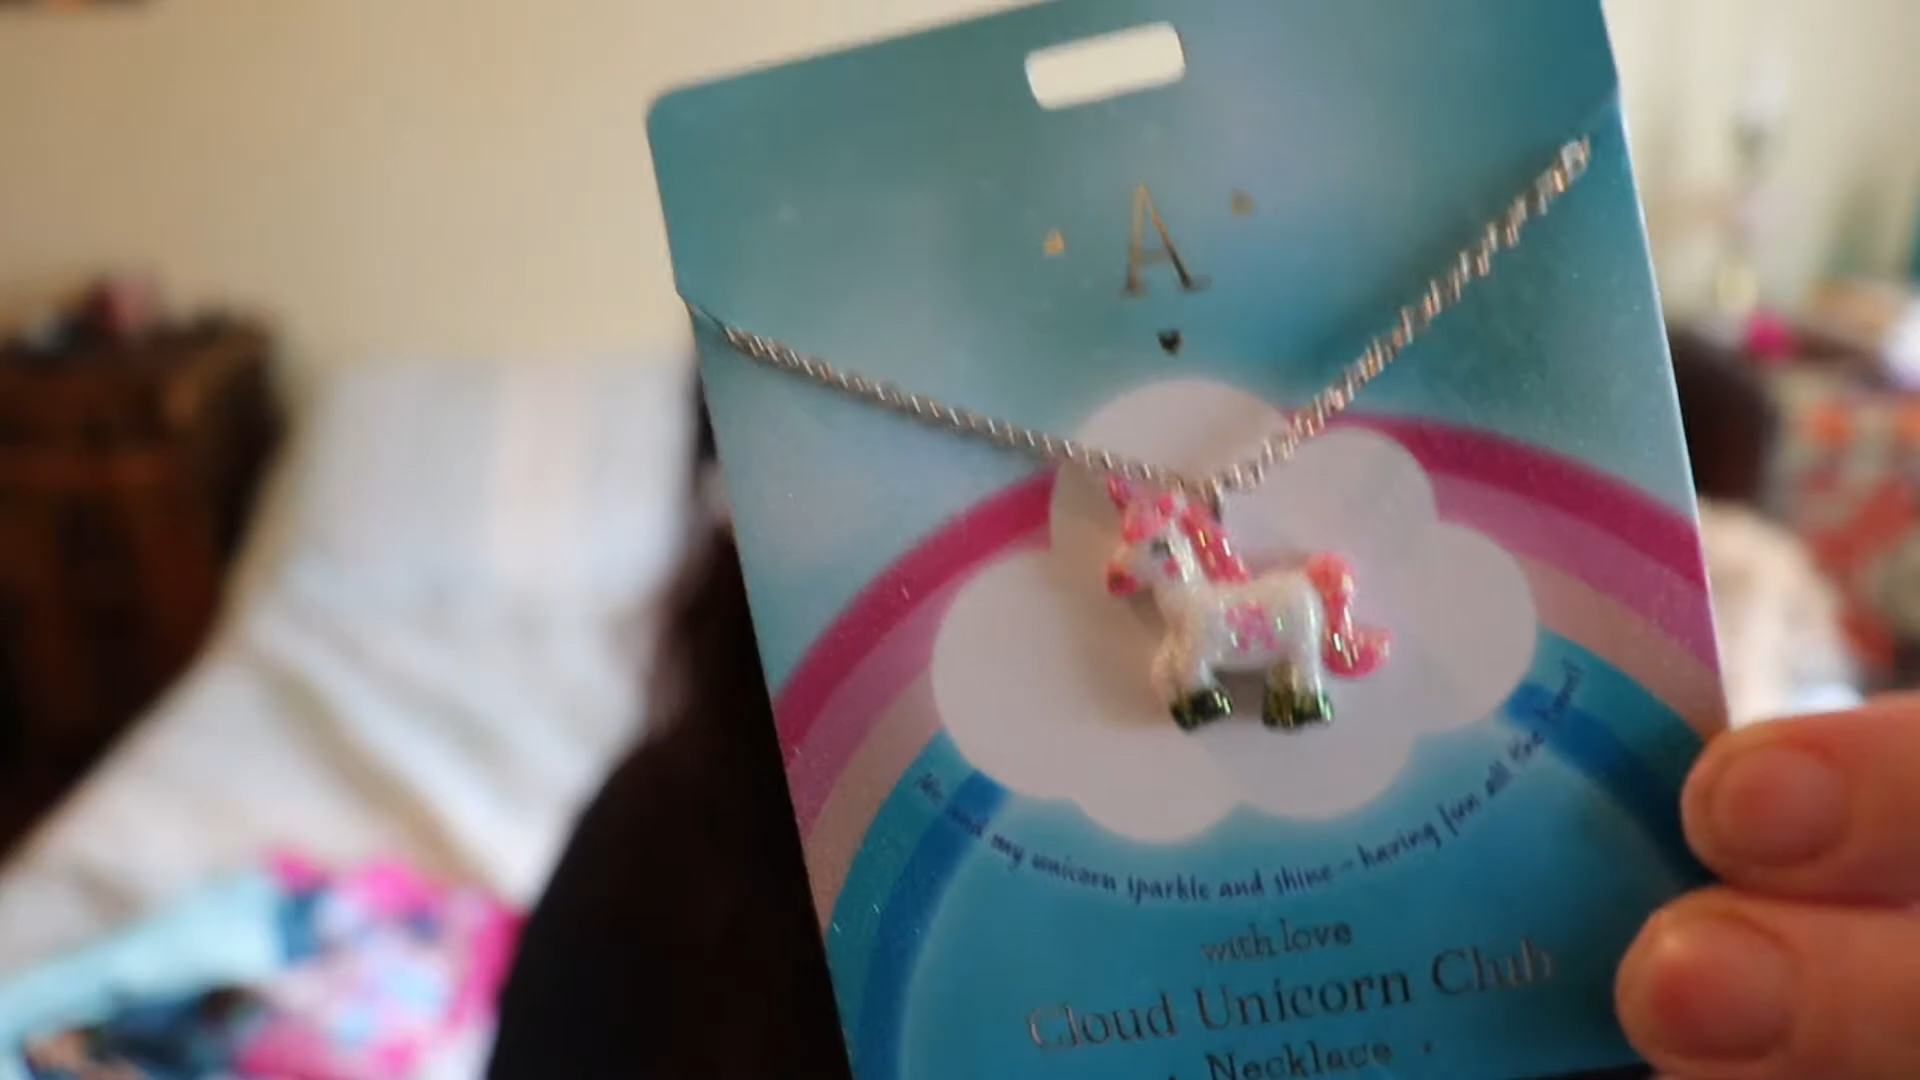 A
Me and my unicorn sparkle and shine - having fun all the time!
with love
Cloud Unicorn Club
Necklace